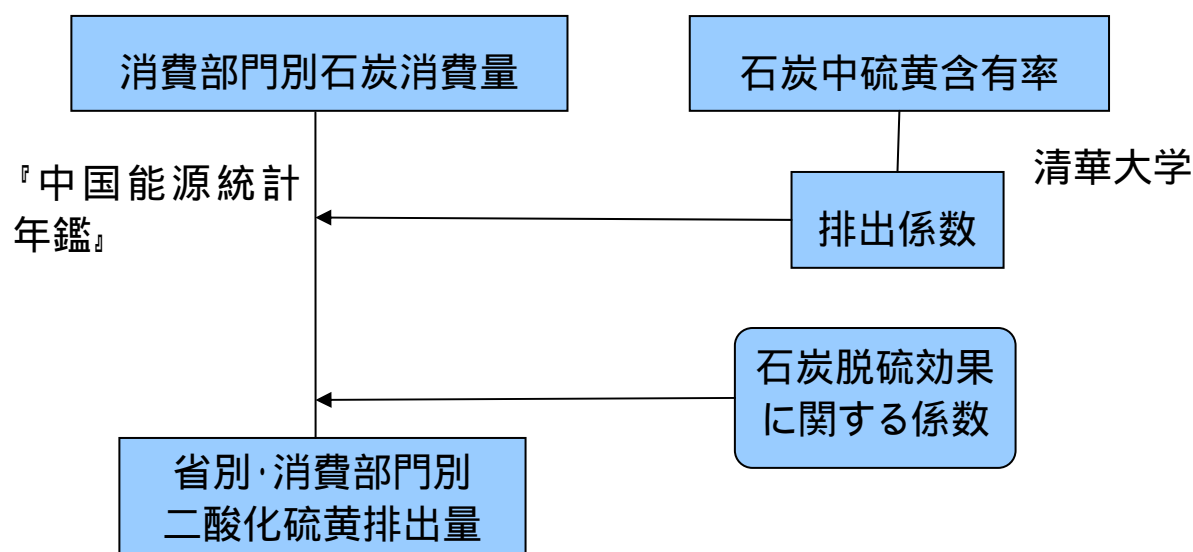 消費部門別石炭消費量
石炭中硫黄含有率
『中国能源統計
年鑑』
清華大学
排出係数
石炭脱硫効果
に関する係数
省別・消費部門別
二酸化硫黄排出量